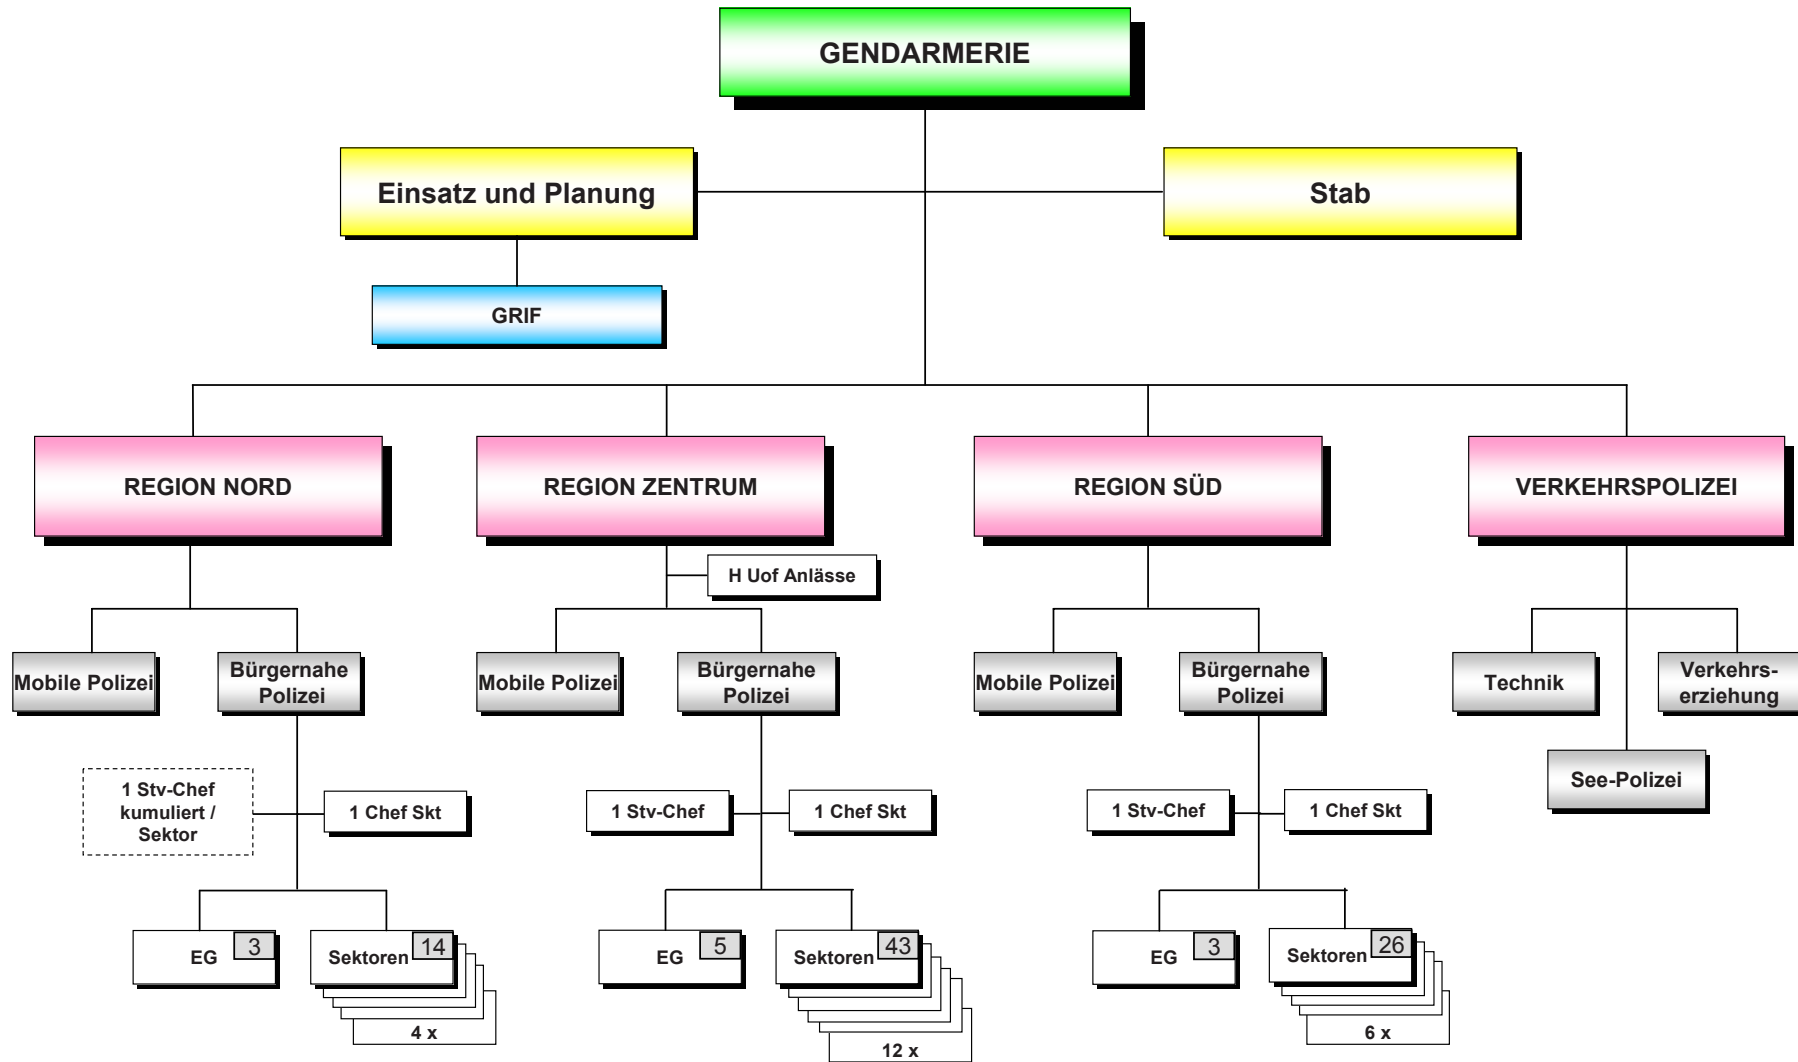 GENDARMERIE
Einsatz und Planung
Stab
GRIF
REGION NORD
REGION ZENTRUM
REGION SÜD
VERKEHRSPOLIZEI
H Uof Anlässe
Mobile Polizei
Bürgernahe
Polizei
Mobile Polizei
Bürgernahe
Polizei
Mobile Polizei
Bürgernahe
Polizei
Technik
Verkehrs-
erziehung
See-Polizei
1 Stv-Chef
kumuliert /
Sektor
1 Chef Skt
1 Stv-Chef
1 Chef Skt
1 Stv-Chef
1 Chef Skt
EG 3
Sektoren 14
4 x
EG 5
Sektoren 43
12 x
EG 3
Sektoren 26
6 x